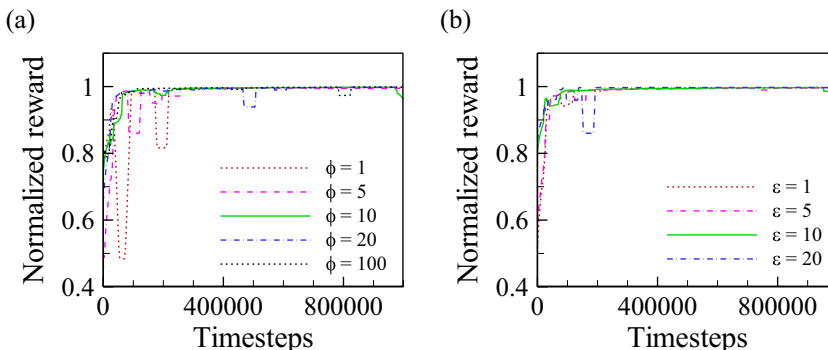 (a)
Normalized reward
1
0.8
0.6
0.4
0
400000
800000
Timesteps
φ = 1
φ = 5
φ = 10
φ = 20
φ = 100
(b)
Normalized reward
1
0.8
0.6
0.4
0
400000
800000
Timesteps
ε = 1
ε = 5
ε = 10
ε = 20